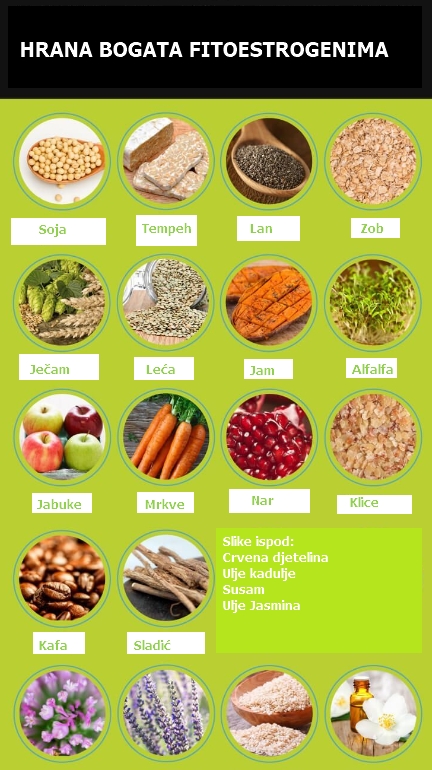 HRANA BOGATA FITOESTROGENIMA
Soja
Tempeh
Lan
Zob
Ječam
Leća
Jam
Alfalfa
Jabuke
Mrkve
Nar
Klice
Kafa
Sladić
Slike ispod:
Crvena djetelina
Ulje kadulje
Susam
Ulje Jasmina